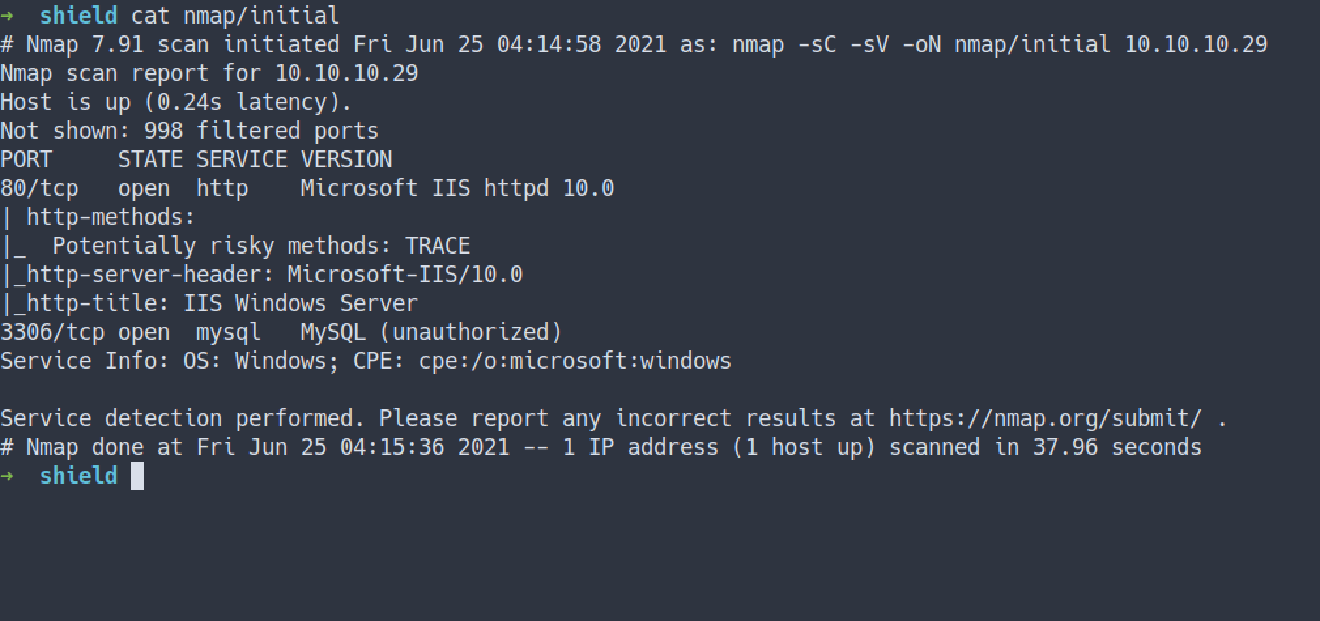 → shield cat nmap/initial
# Nmap 7.91 scan initiated Fri Jun 25 04:14:58 2021 as: nmap -sC -sV -oN nmap/initial 10.10.10.29
Nmap scan report for 10.10.10.29
Host is up (0.24s latency).
Not shown: 998 filtered ports
PORT     STATE SERVICE VERSION
80/tcp   open  http    Microsoft IIS httpd 10.0
| http-methods:
|_  Potentially risky methods: TRACE
|_http-server-header: Microsoft-IIS/10.0
|_http-title: IIS Windows Server
3306/tcp open  mysql   MySQL (unauthorized)
Service Info: OS: Windows; CPE: cpe:/o:microsoft:windows
Service detection performed. Please report any incorrect results at https://nmap.org/submit/ .
# Nmap done at Fri Jun 25 04:15:36 2021 -- 1 IP address (1 host up) scanned in 37.96 seconds
→ shield